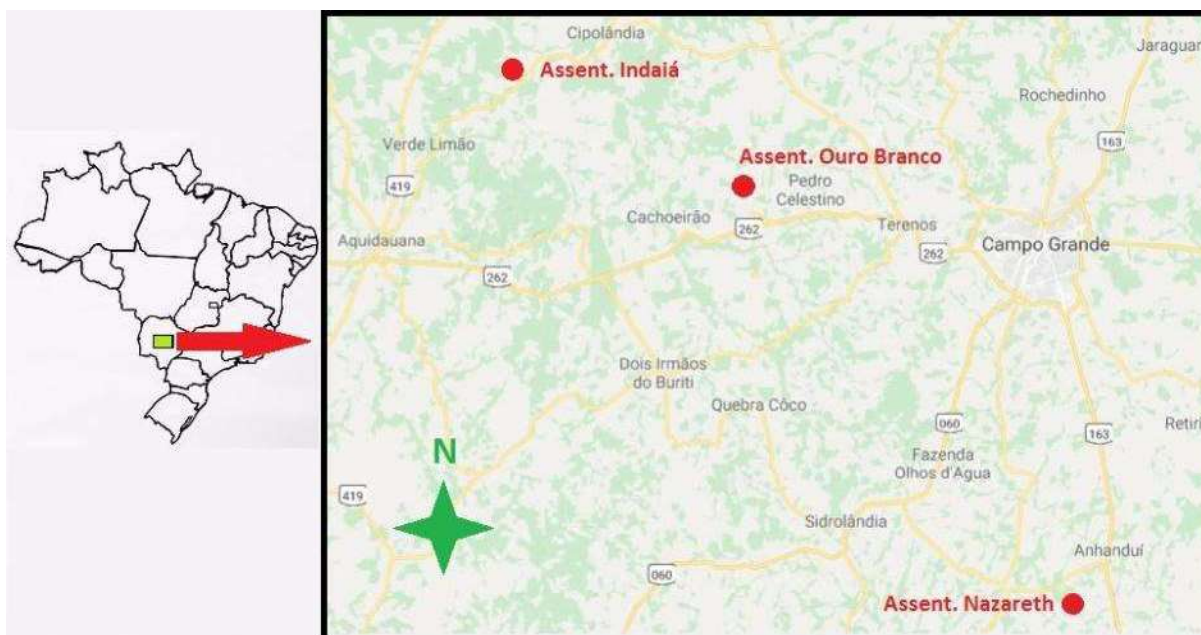 Cipolândia
Jaraguar
Assent. Indaiá
Rochedinho
Verde Limão
163
Assent. Ouro Branco
419
Pedro
Celestino
Cachoeirão
262
Terenos
Aquidauana
262
262
Campo Grande
Dois Irmãos
do Buriti
Quebra Côco
060
Retiri
163
N
Fazenda
Olhos d'Agua
419
Sidrolândia
Anhanduí
060
Assent. Nazareth